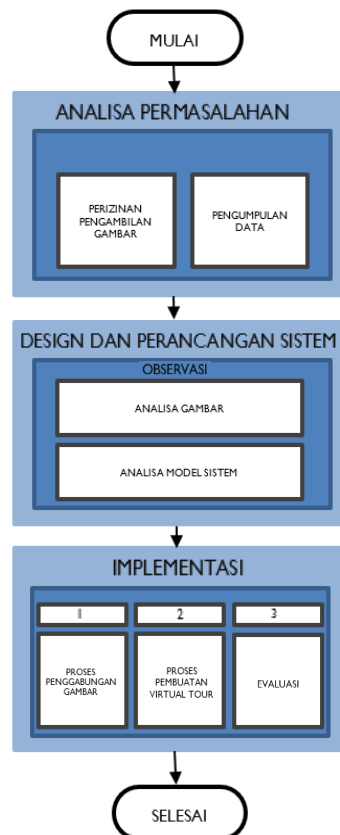 MULAI
ANALISA PERMASALAHAN
PERIZINAN
PENGAMBILAN
GAMBAR
PENGUMPULAN
DATA
DESIGN DAN PERANCANGAN SISTEM
OBSERVASI
ANALISA GAMBAR
ANALISA MODEL SISTEM
IMPLEMENTASI
1
2
3
PROSES
PENGGABUNGAN
GAMBAR
PROSES
PEMBUATAN
VIRTUAL TOUR
EVALUASI
SELESAI